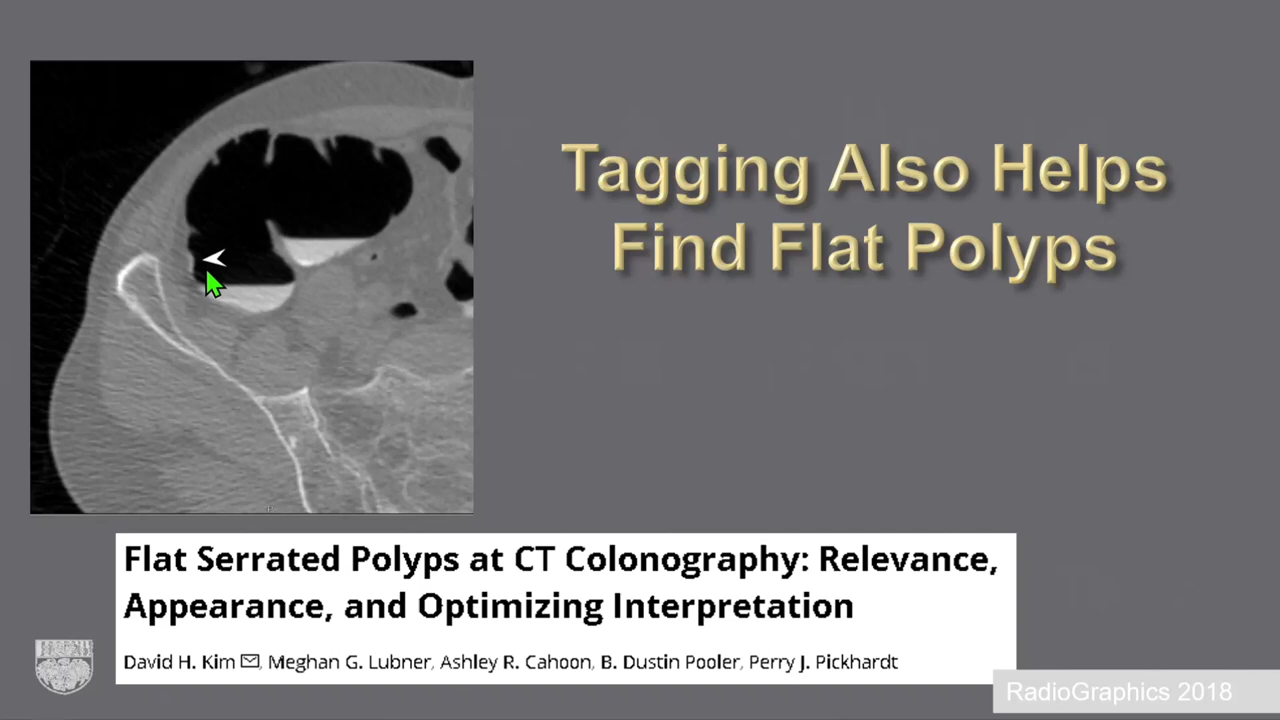 Tagging Also Helps
Find Flat Polyps
Flat Serrated Polyps at CT Colonography: Relevance,
Appearance, and Optimizing Interpretation
David H. Kim, Meghan G. Lubner, Ashley R. Cahoon, B. Dustin Pooler, Perry J. Pickhardt
RadioGraphics 2018